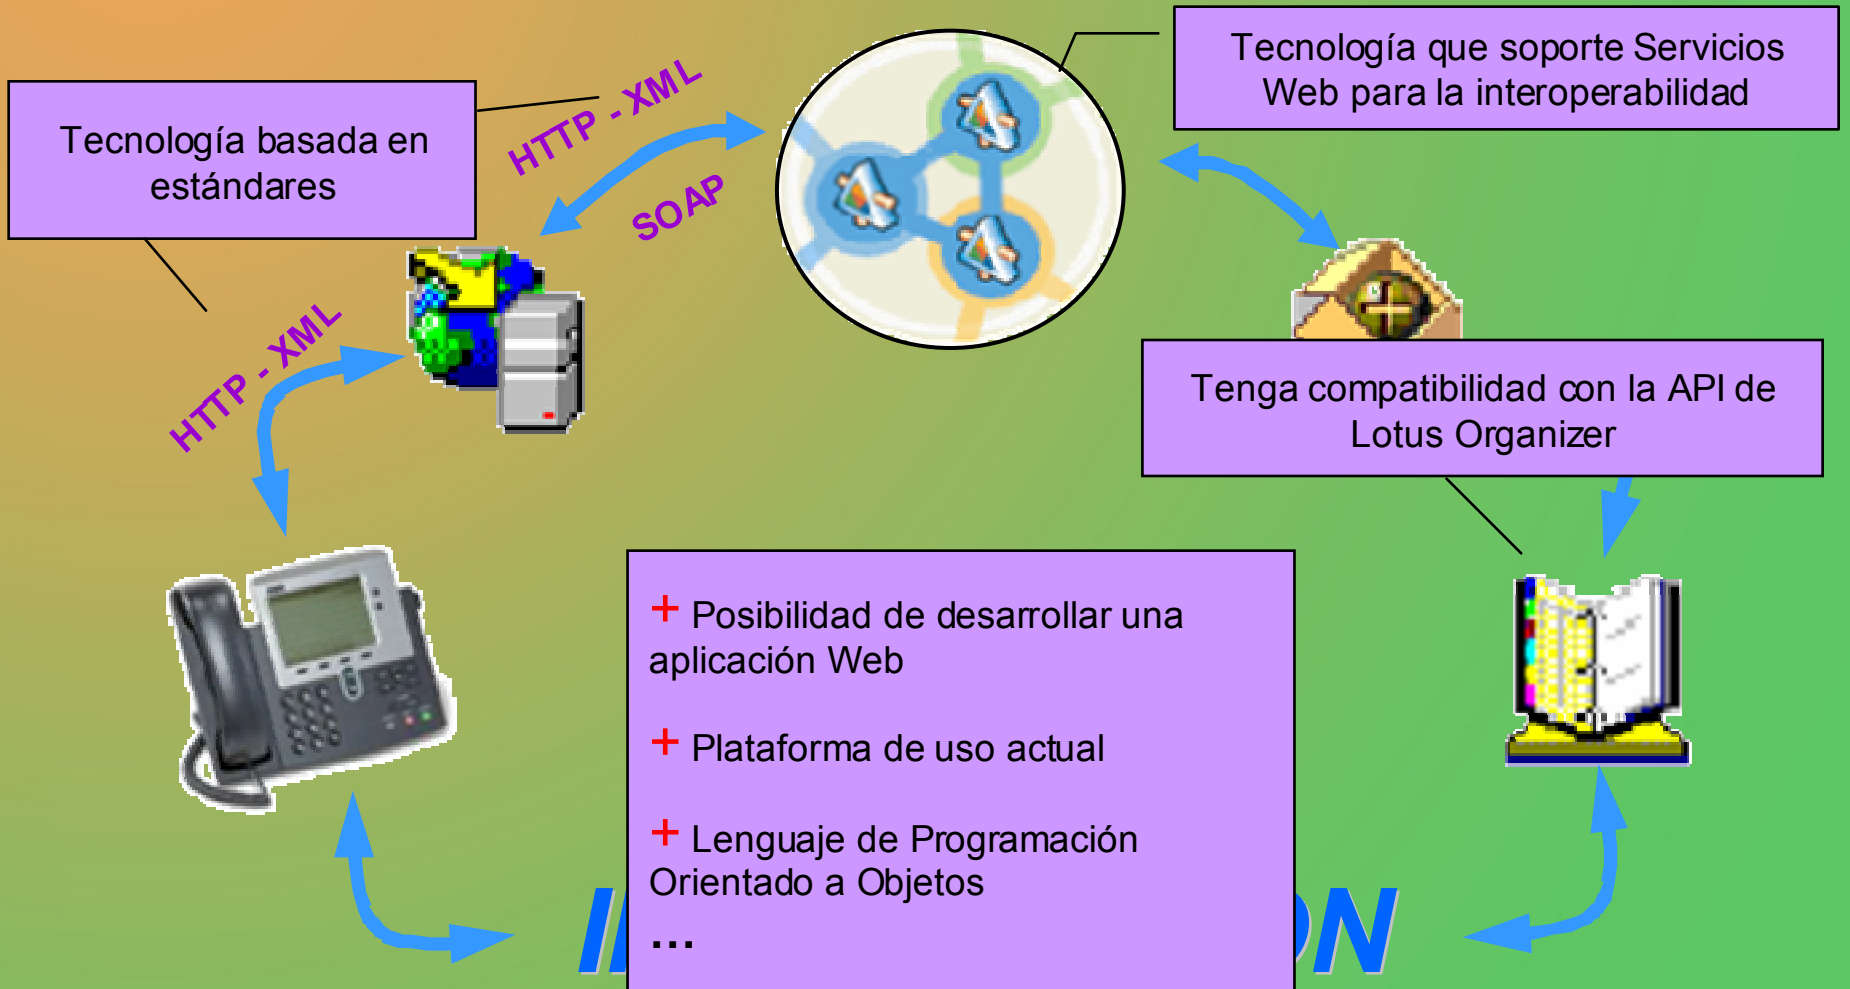 Tecnología que soporte Servicios
Web para la interoperabilidad
Tecnología basada en
estándares
HTTP - XML
SOAP
HTTP - XML
Tenga compatibilidad con la API de
Lotus Organizer
+ Posibilidad de desarrollar una
aplicación Web
+ Plataforma de uso actual
+ Lenguaje de Programación
Orientado a Objetos
...